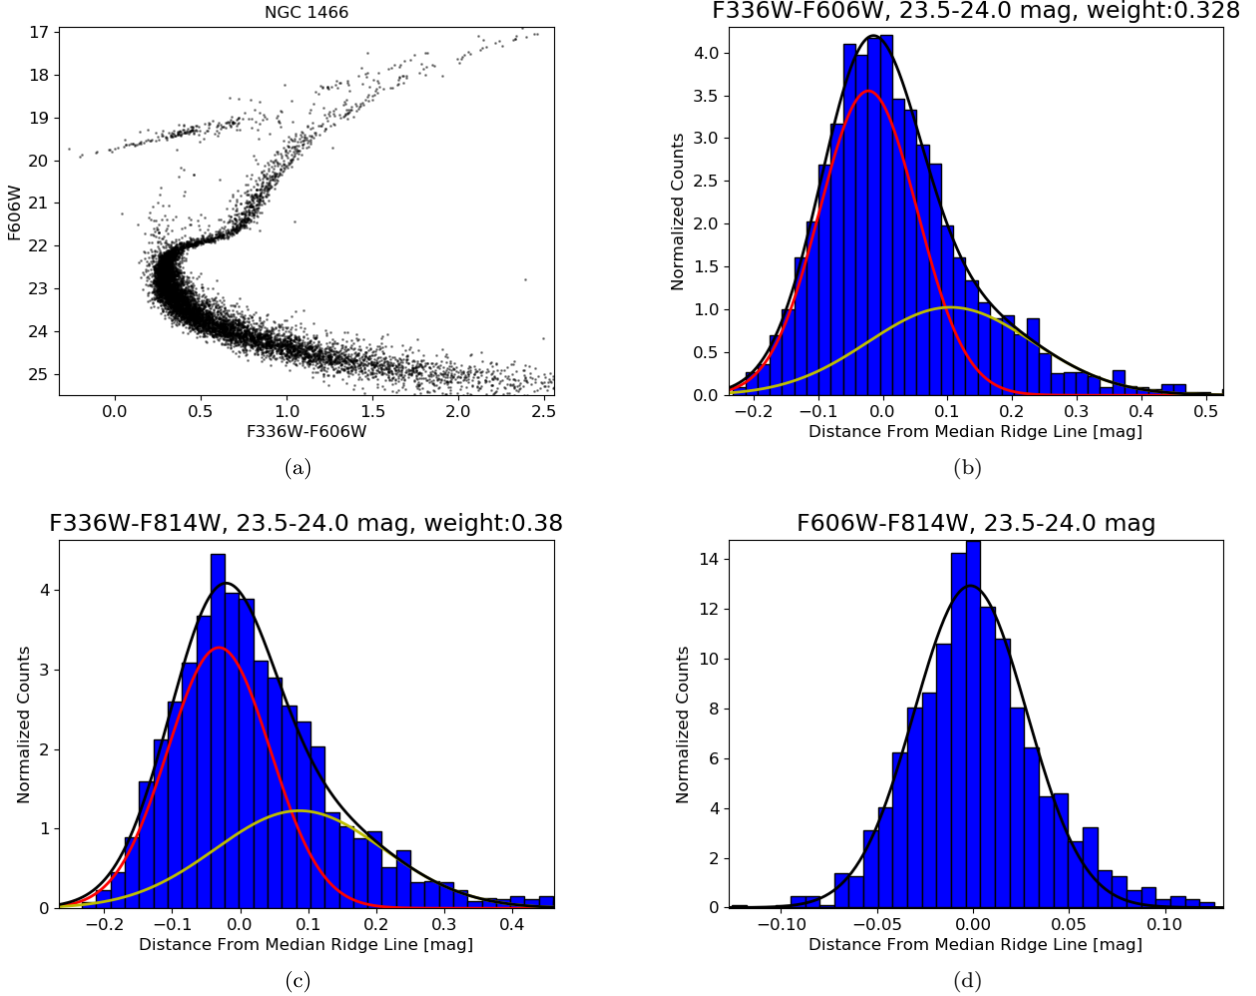 NGC 1466
17
18
19
20
21
22
23
24
25
F606W
0.0 0.5 1.0 1.5 2.0 2.5
F336W-F606W
(a)
F336W-F606W, 23.5-24.0 mag, weight:0.328
4.0
3.5
3.0
2.5
2.0
1.5
1.0
0.5
0.0
Normalized Counts
−0.2 −0.1 0.0 0.1 0.2 0.3 0.4 0.5
Distance From Median Ridge Line [mag]
(b)
F336W-F814W, 23.5-24.0 mag, weight:0.38
4
3
2
1
0
Normalized Counts
−0.2 −0.1 0.0 0.1 0.2 0.3 0.4
Distance From Median Ridge Line [mag]
(c)
F606W-F814W, 23.5-24.0 mag
14
12
10
8
6
4
2
0
Normalized Counts
−0.10 −0.05 0.00 0.05 0.10
Distance From Median Ridge Line [mag]
(d)